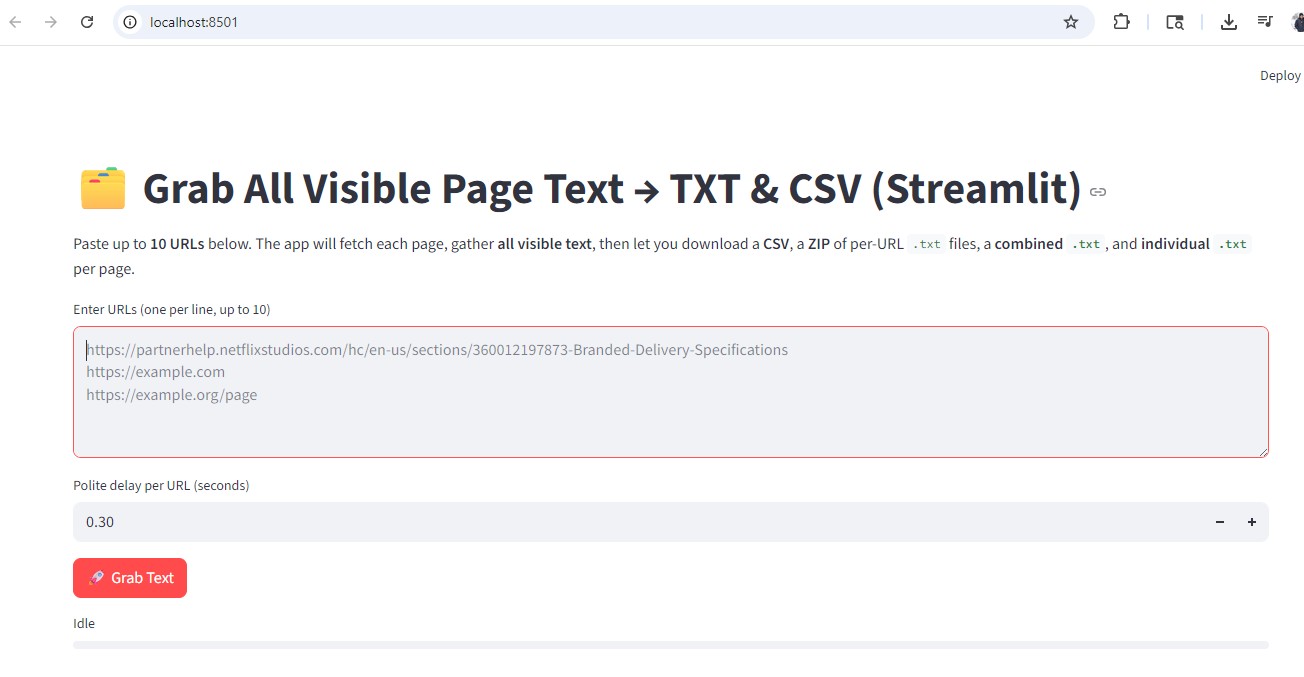 localhost:8501
Deploy
Grab All Visible Page Text → TXT & CSV (Streamlit)
Paste up to 10 URLs below. The app will fetch each page, gather all visible text, then let you download a CSV, a ZIP of per-URL .txt files, a combined .txt , and individual .txt
per page.
Enter URLs (one per line, up to 10)
https://partnerhelp.netflixstudios.com/hc/en-us/sections/360012197873-Branded-Delivery-Specifications
https://example.com
https://example.org/page
Polite delay per URL (seconds)
0.30
Grab Text
Idle